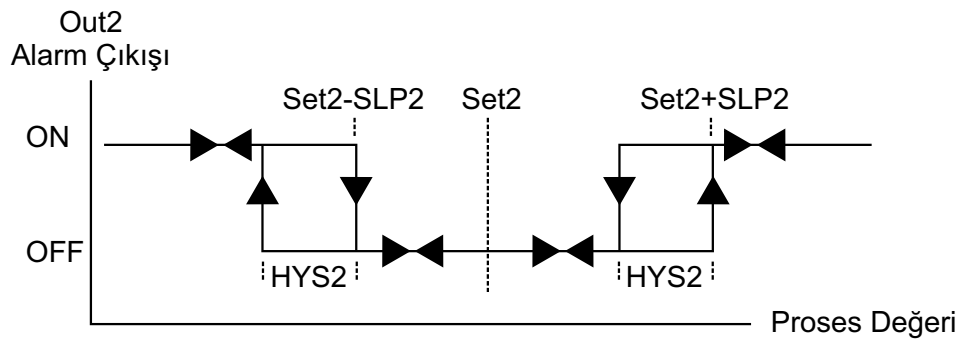 Out2
Alarm Çıkışı
Set2-SLP2 Set2 Set2+SLP2
ON
OFF
HYS2 HYS2
Proses Değeri